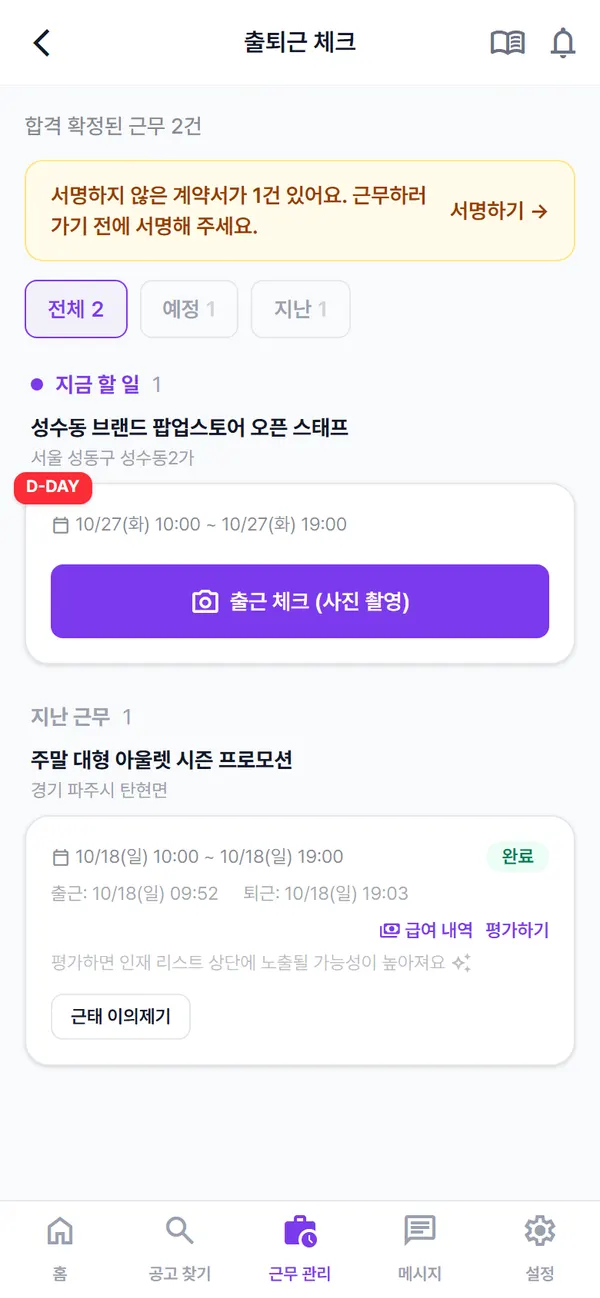 출퇴근 체크
합격 확정된 근무 2건
서명하지 않은 계약서가 1건 있어요. 근무하러
가기 전에 서명해 주세요.
서명하기 →
전체 2
예정 1
지난 1
지금 할 일 1
성수동 브랜드 팝업스토어 오픈 스태프
서울 성동구 성수동2가
D-DAY
10/27(화) 10:00 ~ 10/27(화) 19:00
출근 체크 (사진 촬영)
지난 근무 1
주말 대형 아울렛 시즌 프로모션
경기 파주시 탄현면
10/18(일) 10:00 ~ 10/18(일) 19:00
완료
출근: 10/18(일) 09:52 퇴근: 10/18(일) 19:03
급여 내역 평가하기
평가하면 인재 리스트 상단에 노출될 가능성이 높아져요
근태 이의제기
홈
공고 찾기
근무 관리
메시지
설정